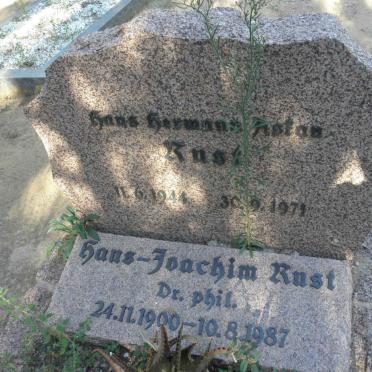 Hans Hermann Askan
Rust
11.6.1944 30.9.1971
Hans-Joachim Rust
Dr. phil.
24.11.1900-10.8.1987